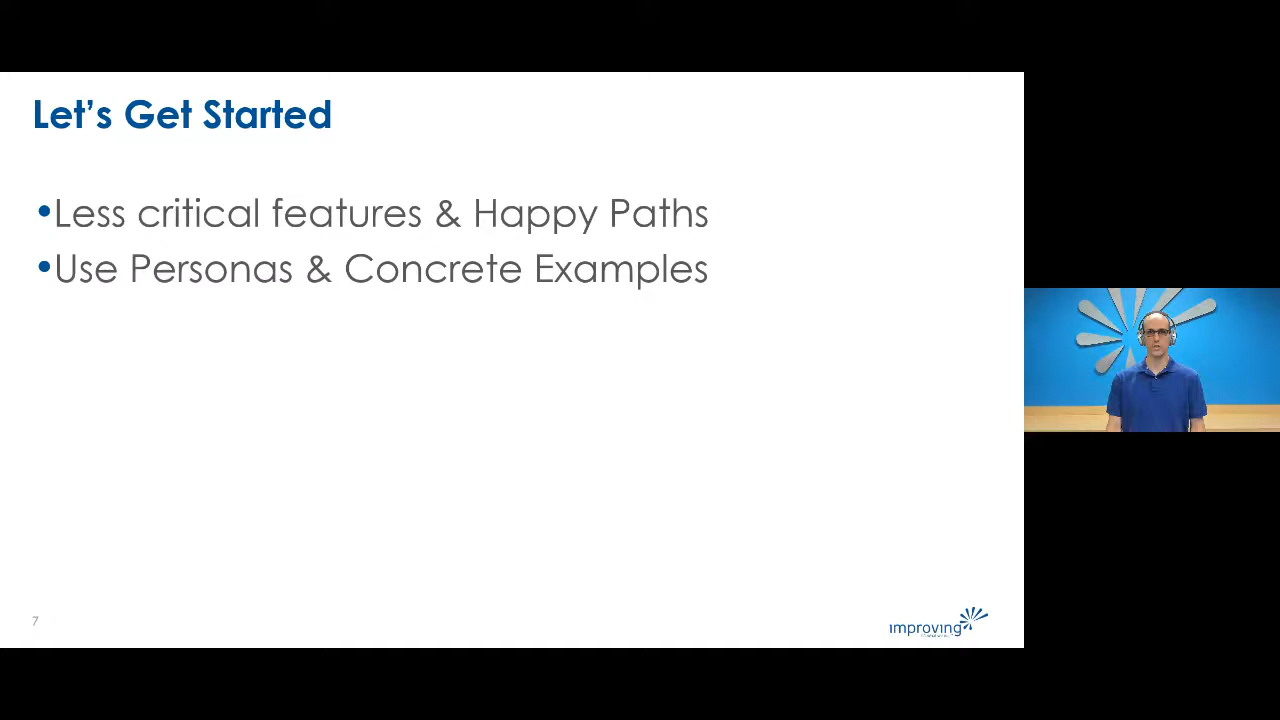 Let's Get Started
•Less critical features & Happy Paths
•Use Personas & Concrete Examples
7
improving